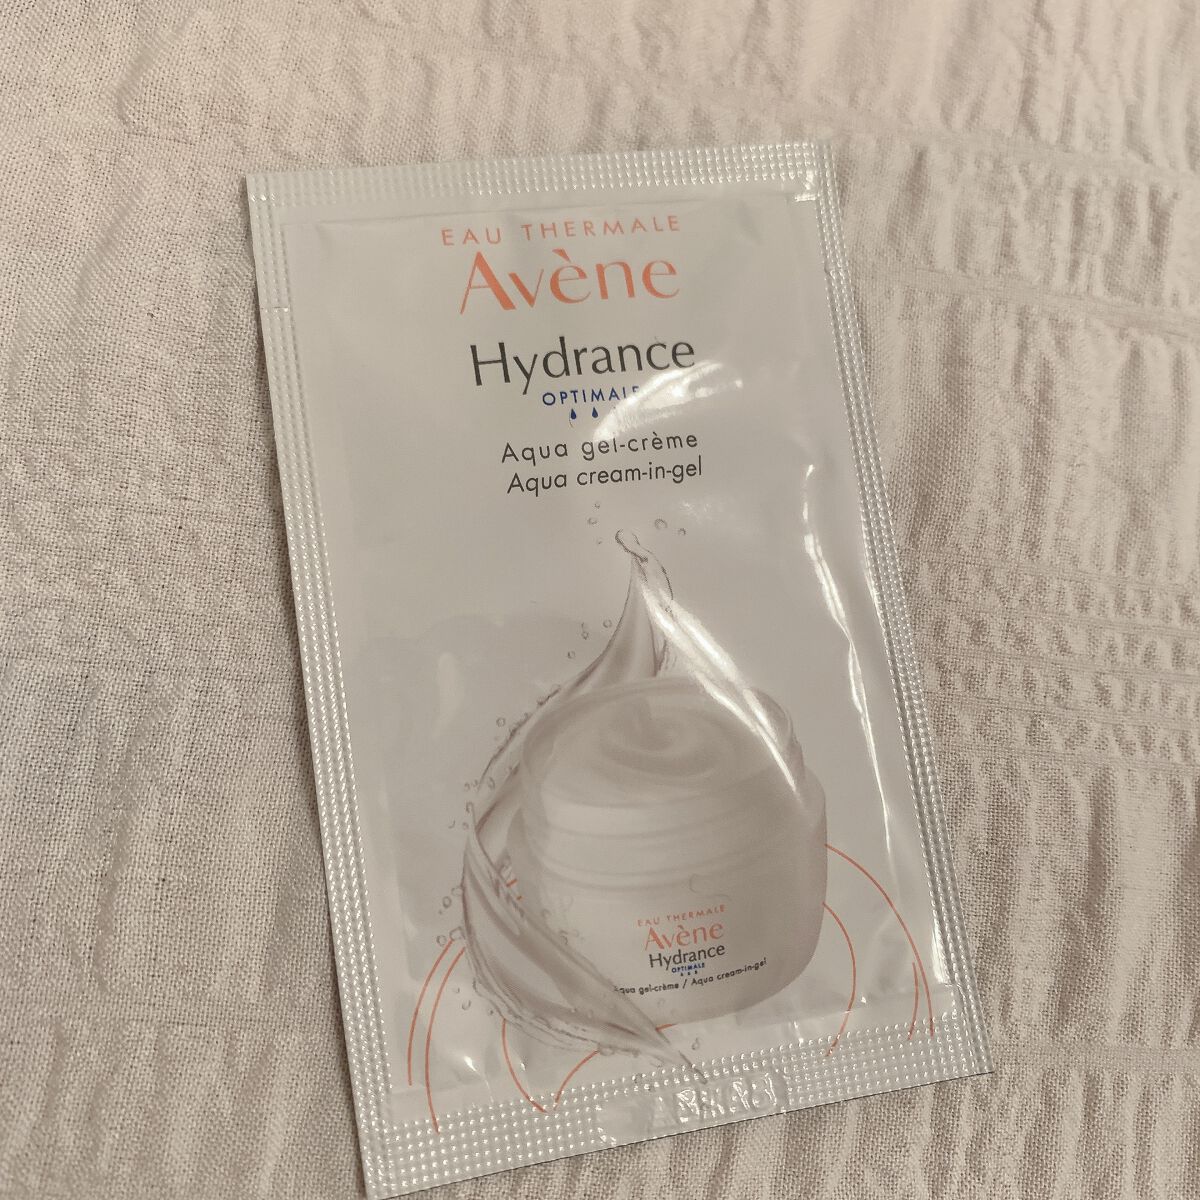 EAU THERMALE
Avène
Hydrance
OPTIMALE
Aqua gel-crème
Aqua cream-in-gel
EAU THERMALE
Avène
Hydrance
OPTIMALE
Aqua gel-crème / Aqua cream-in-gel